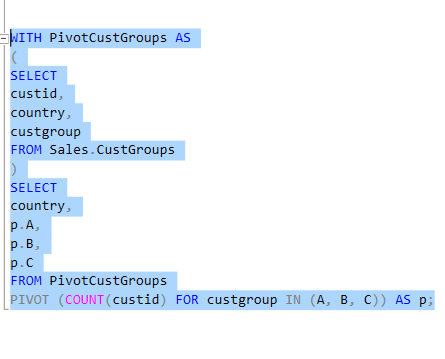 WITH PivotCustGroups AS
(
SELECT
custid,
country,
custgroup
FROM Sales.CustGroups
)
SELECT
country,
p.A,
p.B,
p.C
FROM PivotCustGroups
PIVOT (COUNT(custid) FOR custgroup IN (A, B, C)) AS p;